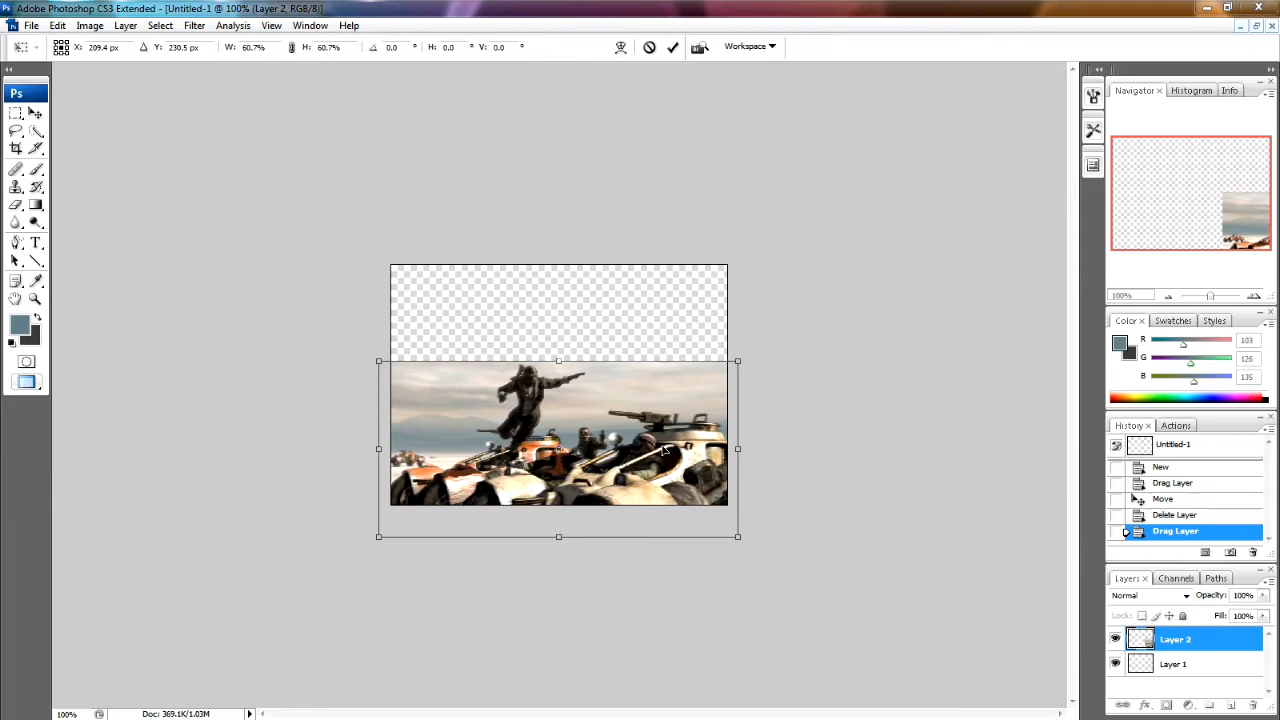 Ps Adobe Photoshop CS3 Extended - [Untitled-1 @ 100% (Layer 2, RGB/8)]
File Edit Image Layer Select Filter Analysis View Window Help
X: 209.4 px Y: 230.5 px W: 60.7% H: 60.7% 0.0 ° H: 0.0 ° V: 0.0 ° Workspace
Ps
Navigator Histogram Info
100%
Color Swatches Styles
R 103
G 126
B 135
History Actions
Untitled-1
New
Drag Layer
Move
Delete Layer
Drag Layer
Layers Channels Paths
Normal Opacity: 100%
Lock: Fill: 100%
Layer 2
Layer 1
100% Doc: 369.1K/1.03M